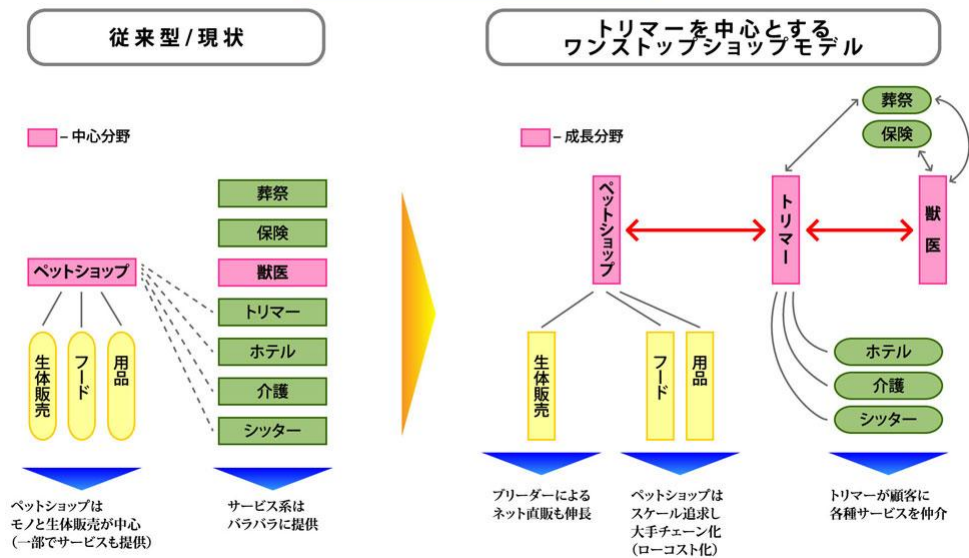 従来型/現状
トリマーを中心とする
ワンストップショップモデル
－中心分野
ペットショップ
生体販売
フード
用品
葬祭
保険
獣医
トリマー
ホテル
介護
シッター
ペットショップは
モノと生体販売が中心
（一部でサービスも提供）
サービス系は
バラバラに提供
－成長分野
葬祭
保険
ペットショップ
トリマー
獣医
生体販売
フード
用品
ホテル
介護
シッター
ブリーダーによる
ネット直販も伸長
ペットショップは
スケール追求し
大手チェーン化
（ローコスト化）
トリマーが顧客に
各種サービスを仲介